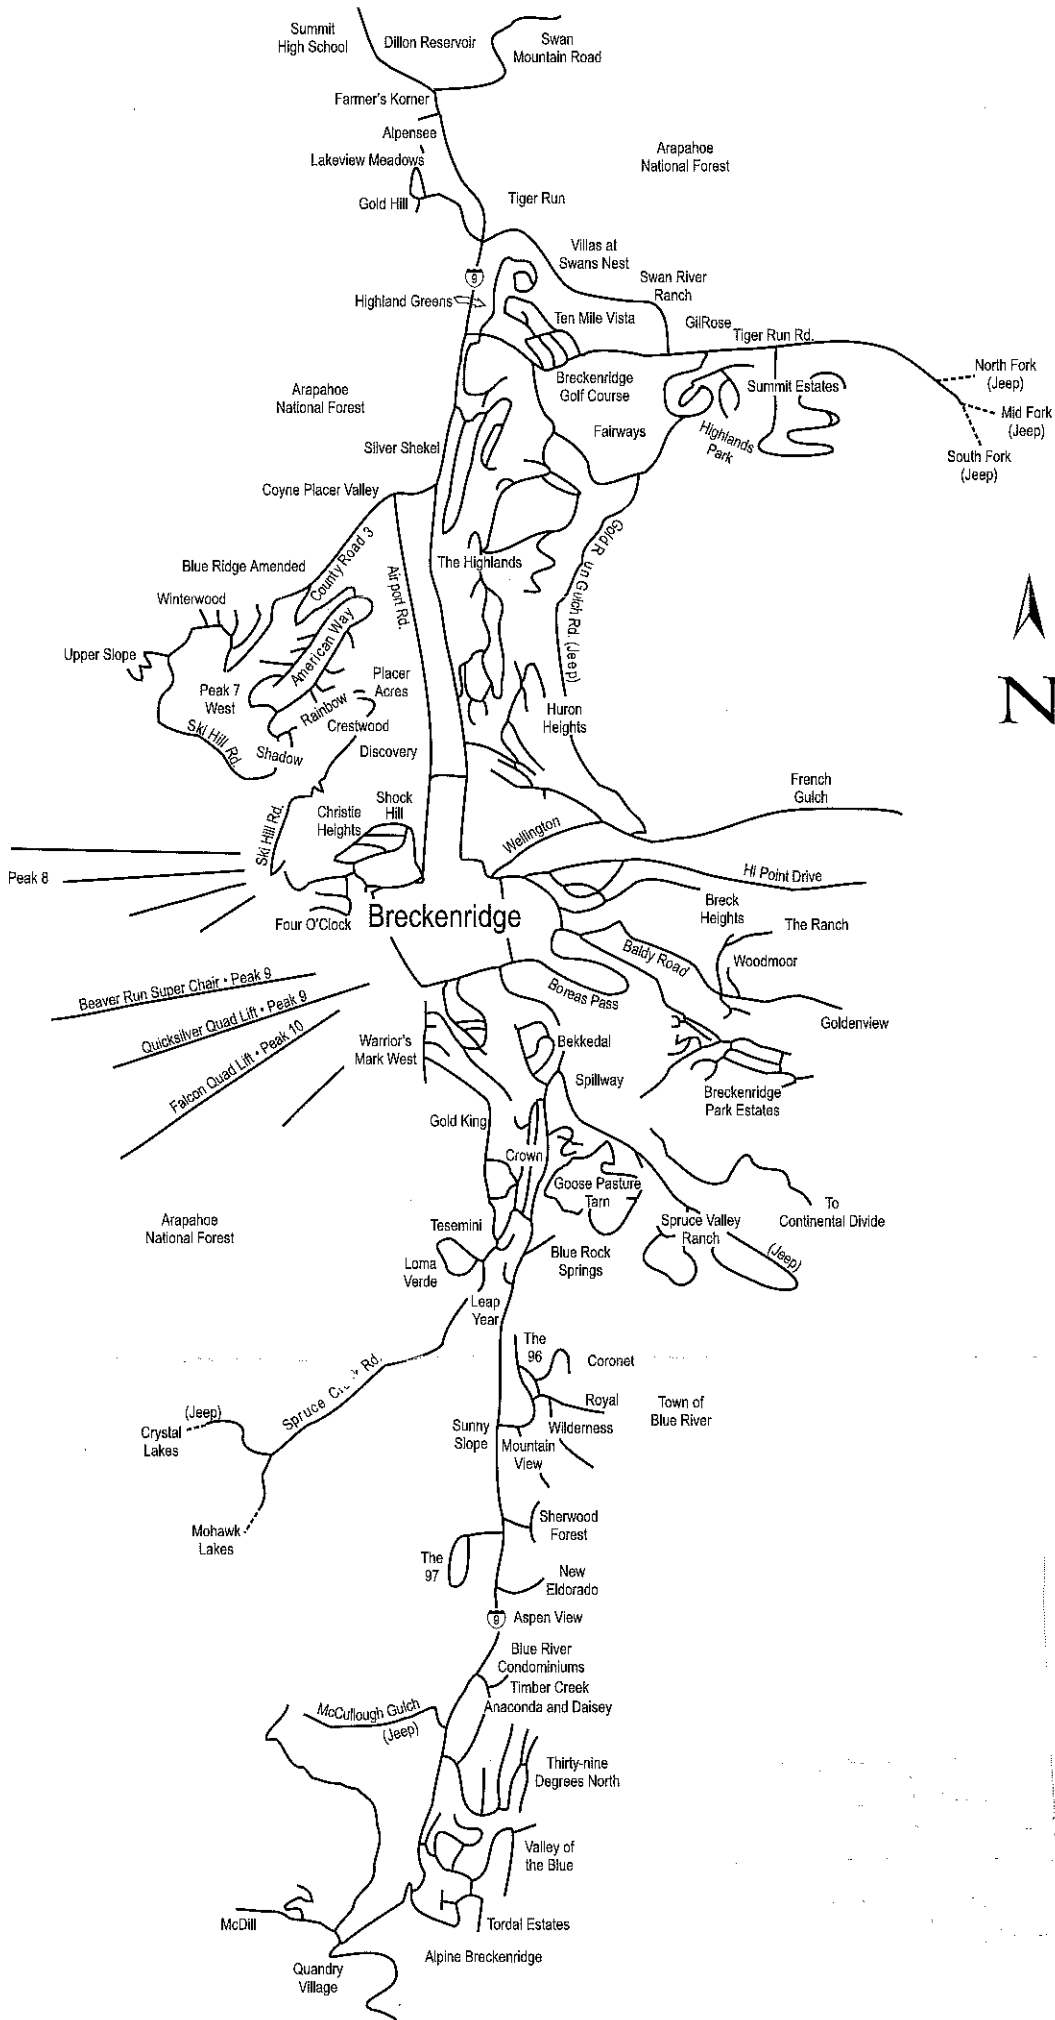 Summit
High School
Dillon Reservoir
Swan
Mountain Road
Farmer's Korner
Alpensee
Lakeview Meadows
Gold Hill
Arapahoe
National Forest
Tiger Run
Villas at
Swans Nest
9
Highland Greens
Swan River
Ranch
Ten Mile Vista
GilRose
Tiger Run Rd.
North Fork
(Jeep)
Mid Fork
(Jeep)
South Fork
(Jeep)
Breckenridge
Golf Course
Summit Estates
Arapahoe
National Forest
Fairways
Highlands
Park
Silver Shekel
Coyne Placer Valley
County Road 3
Airport Rd.
The Highlands
Gold Run Gulch Rd. (Jeep)
Blue Ridge Amended
Winterwood
American Way
Upper Slope
Peak 7
West
Placer
Acres
Rainbow
Crestwood
Ski Hill Rd.
Shadow
Discovery
Huron
Heights
N
French
Gulch
Christie
Heights
Shock
Hill
Ski Hill Rd.
Wellington
Peak 8
Hi Point Drive
Four O'Clock
Breckenridge
Breck
Heights
The Ranch
Baldy Road
Woodmoor
Beaver Run Super Chair • Peak 9
Quicksilver Quad Lift • Peak 9
Falcon Quad Lift • Peak 10
Boreas Pass
Goldenview
Warrior's
Mark West
Bekkedal
Spillway
Breckenridge
Park Estates
Gold King
Crown
Goose Pasture
Tarn
To
Continental Divide
Arapahoe
National Forest
Tesemini
Spruce Valley
Ranch
(Jeep)
Loma
Verde
Blue Rock
Springs
Leap
Year
The
96
Coronet
Spruce Rd.
Royal
Town of
Blue River
(Jeep)
Crystal
Lakes
Sunny
Slope
Wilderness
Mountain
View
Mohawk
Lakes
Sherwood
Forest
The
97
New
Eldorado
9
Aspen View
Blue River
Condominiums
Timber Creek
Anaconda and Daisey
McCullough Gulch
(Jeep)
Thirty-nine
Degrees North
Valley of
the Blue
McDill
Tordal Estates
Alpine Breckenridge
Quandry
Village